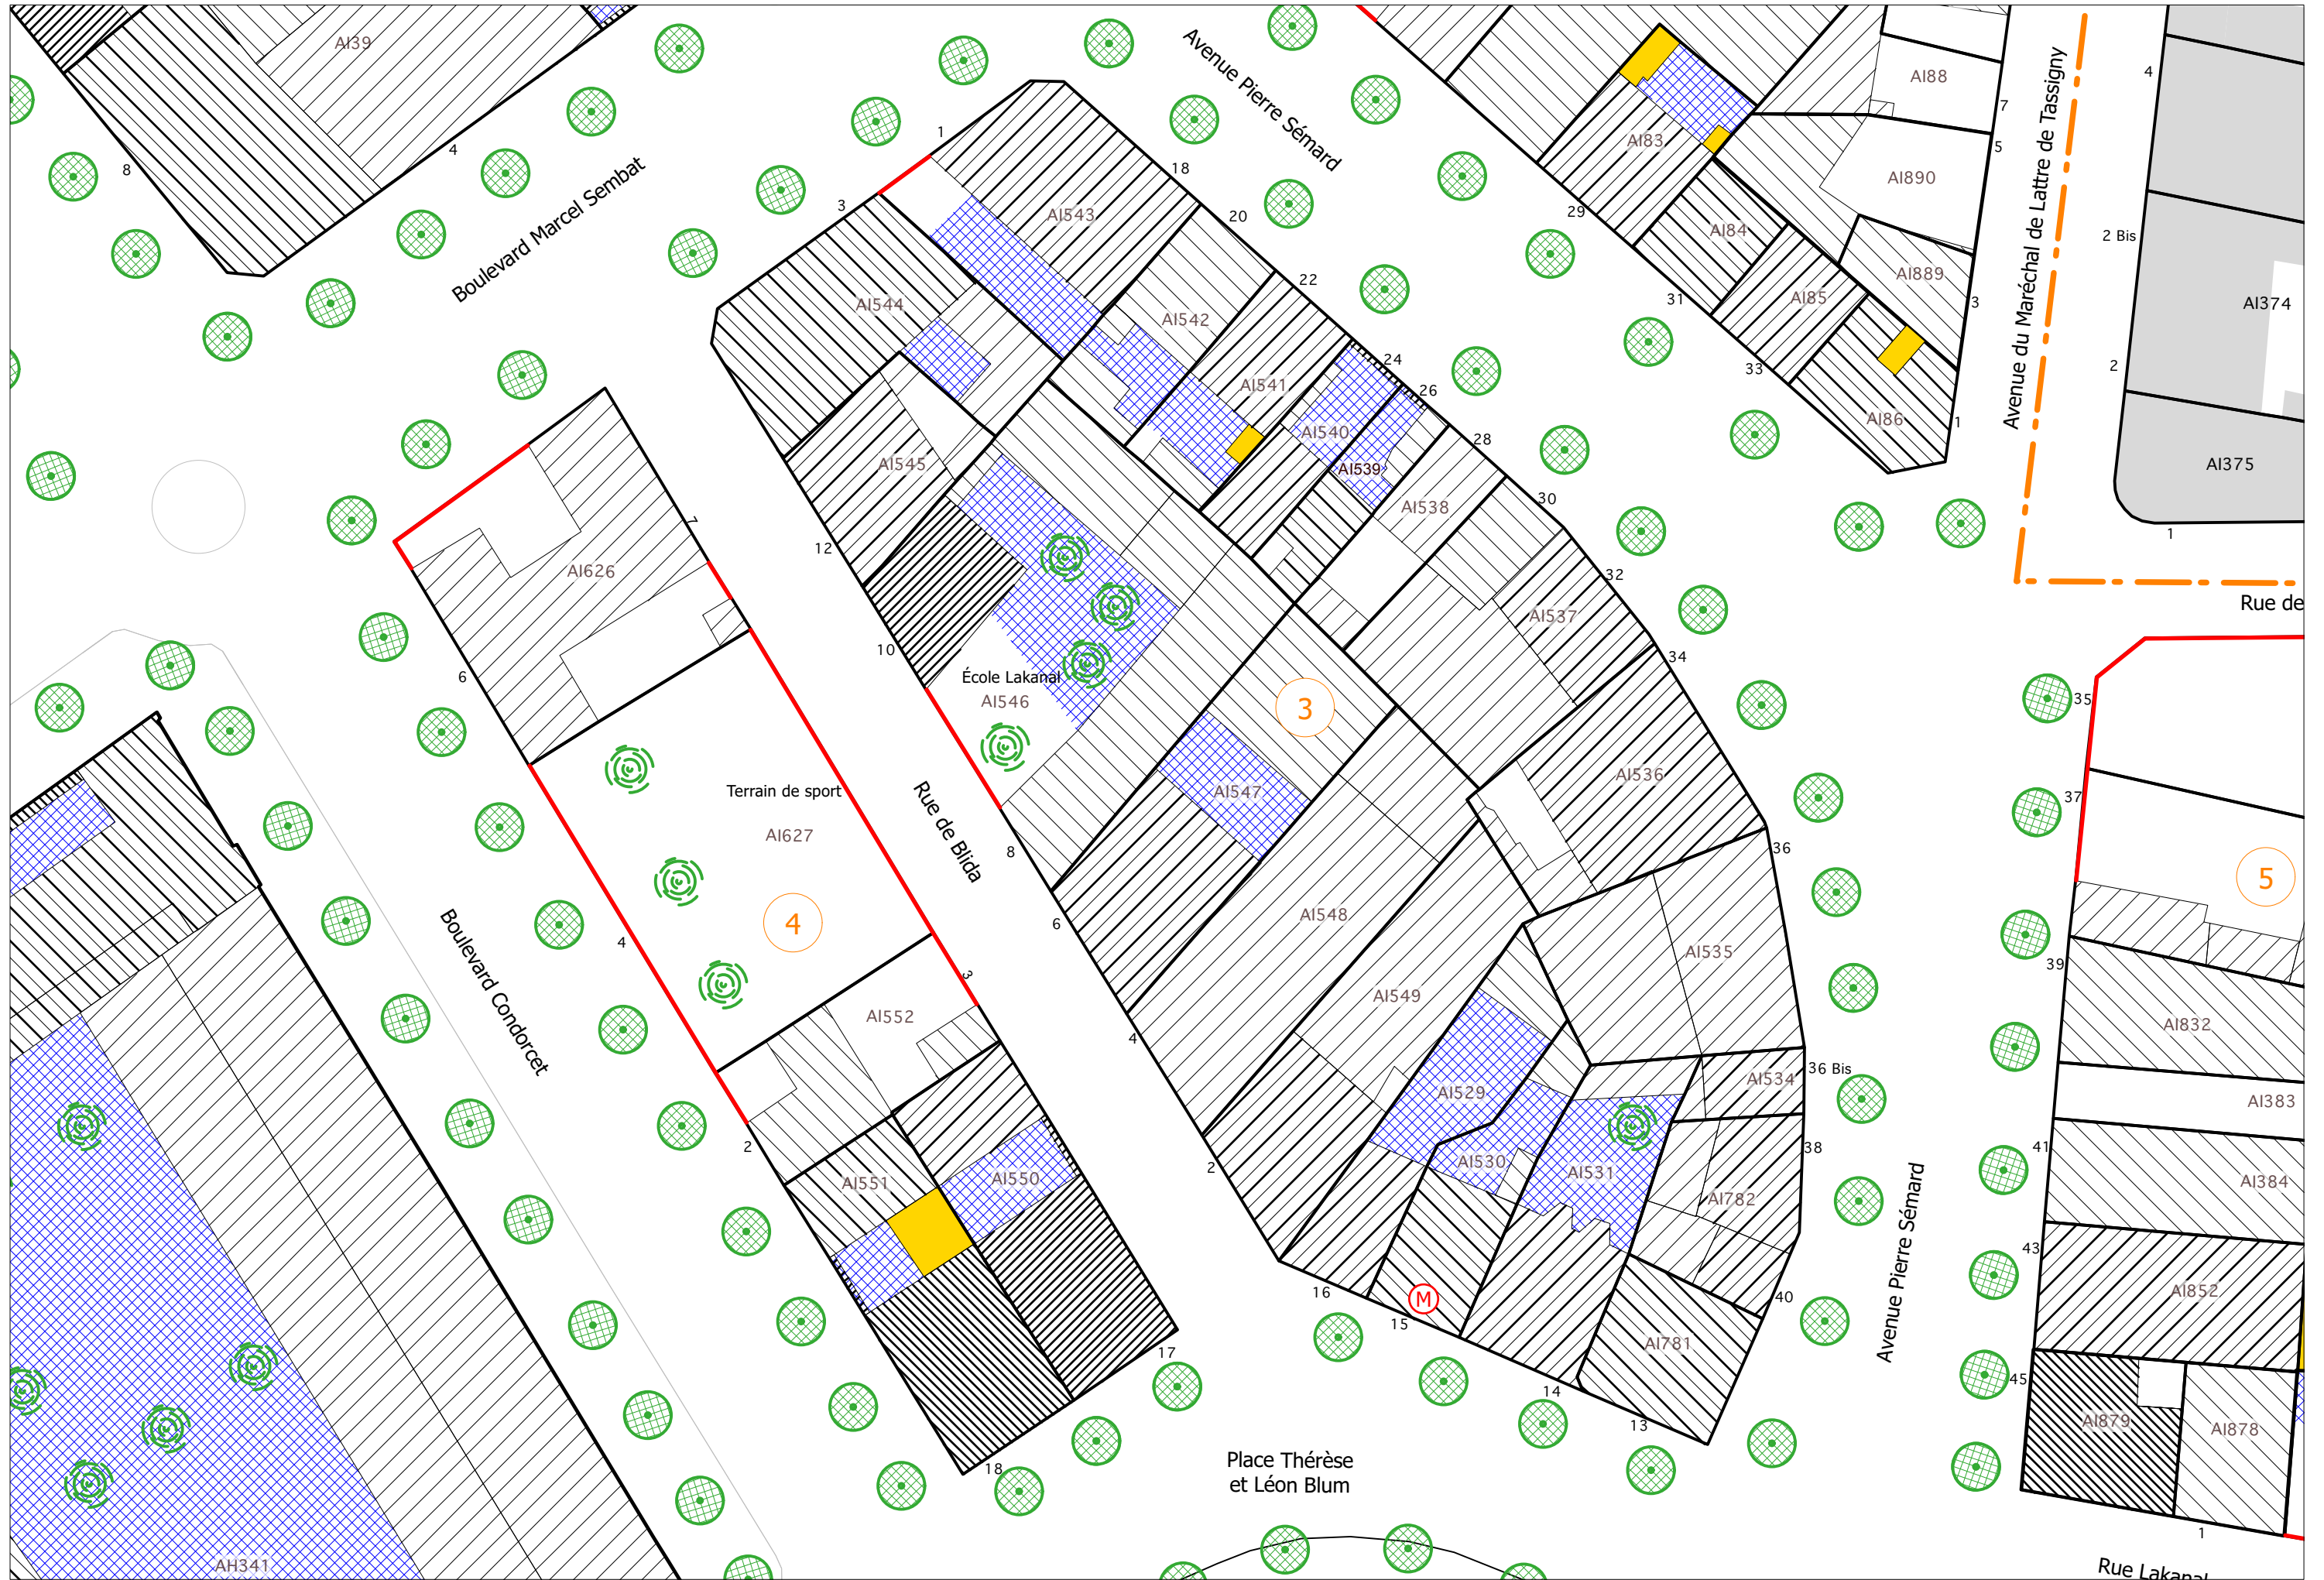 AI39
8
4
Boulevard Marcel Sembat
Avenue Pierre Sémard
1
3
18
20
22
24
26
28
30
32
34
36
36 Bis
38
40
AI543
AI544
AI542
AI541
AI540
AI539
AI538
AI537
AI545
12
10
École Lakanal
AI546
3
AI547
8
6
4
2
AI536
AI535
AI548
AI549
AI534
AI529
AI530
AI531
AI782
AI781
16
M
15
14
13
AI83
AI84
AI85
AI86
29
31
33
AI88
AI890
AI889
7
5
3
1
Avenue du Maréchal de Lattre de Tassigny
4
2 Bis
2
AI374
AI375
1
Rue de
7
AI626
6
Terrain de sport
AI627
4
4
Rue de Blida
Boulevard Condorcet
3
AI552
2
AI551
AI550
17
18
AH341
Place Thérèse
et Léon Blum
Avenue Pierre Sémard
35
37
5
39
AI832
AI383
41
AI384
43
AI852
45
AI879
AI878
1
Rue Lakanal